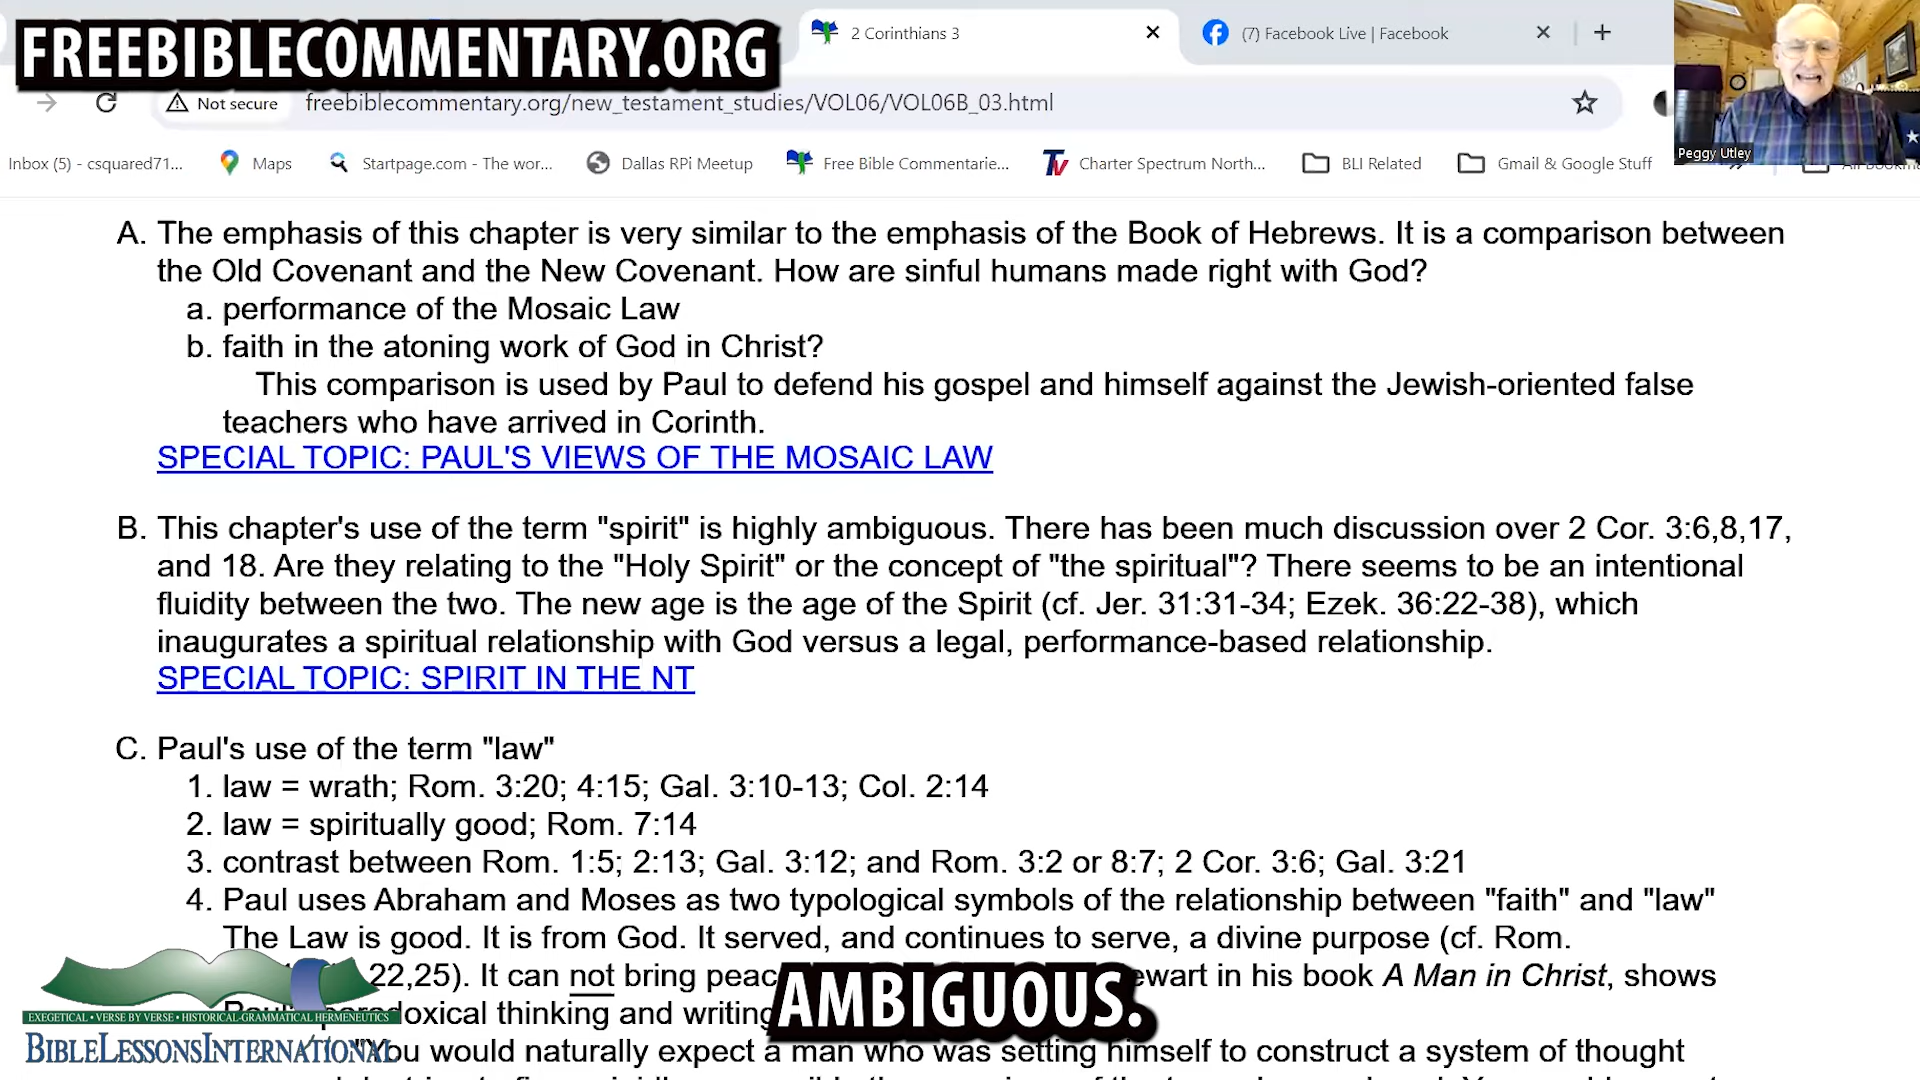 FREEBIBLECOMMENTARY.ORG
2 Corinthians 3
(7) Facebook Live | Facebook
Not secure
freebiblecommentary.org/new_testament_studies/VOL06/VOL06B_03.html
Peggy Utley
Inbox (5) - csquared71...
Maps
Startpage.com - The wor...
Dallas RPi Meetup
Free Bible Commentarie...
Charter Spectrum North...
BLI Related
Gmail & Google Stuff
A. The emphasis of this chapter is very similar to the emphasis of the Book of Hebrews. It is a comparison between
the Old Covenant and the New Covenant. How are sinful humans made right with God?
a. performance of the Mosaic Law
b. faith in the atoning work of God in Christ?
This comparison is used by Paul to defend his gospel and himself against the Jewish-oriented false
teachers who have arrived in Corinth.
SPECIAL TOPIC: PAUL'S VIEWS OF THE MOSAIC LAW
B. This chapter's use of the term "spirit" is highly ambiguous. There has been much discussion over 2 Cor. 3:6,8,17,
and 18. Are they relating to the "Holy Spirit" or the concept of "the spiritual"? There seems to be an intentional
fluidity between the two. The new age is the age of the Spirit (cf. Jer. 31:31-34; Ezek. 36:22-38), which
inaugurates a spiritual relationship with God versus a legal, performance-based relationship.
SPECIAL TOPIC: SPIRIT IN THE NT
C. Paul's use of the term "law"
1. law = wrath; Rom. 3:20; 4:15; Gal. 3:10-13; Col. 2:14
2. law = spiritually good; Rom. 7:14
3. contrast between Rom. 1:5; 2:13; Gal. 3:12; and Rom. 3:2 or 8:7; 2 Cor. 3:6; Gal. 3:21
4. Paul uses Abraham and Moses as two typological symbols of the relationship between "faith" and "law"
The Law is good. It is from God. It served, and continues to serve, a divine purpose (cf. Rom.
22,25). It can not bring peac
ewart in his book A Man in Christ, shows
oxical thinking and writing
AMBIGUOUS.
EXEGETICAL • VERSE BY VERSE • HISTORICAL-GRAMMATICAL HERMENEUTICS
BIBLELESSONSINTERNATIONAL
"You would naturally expect a man who was setting himself to construct a system of thought